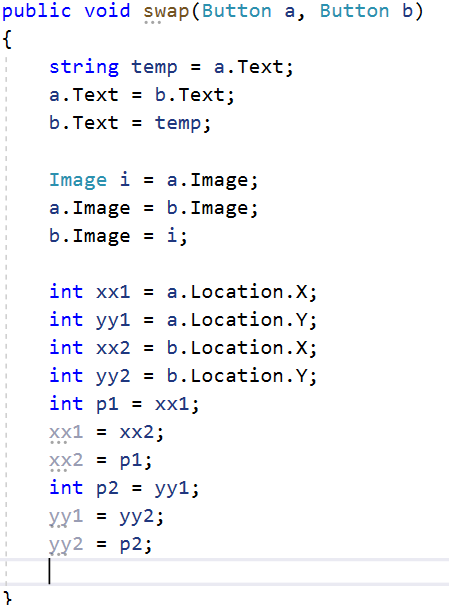 public void swap(Button a, Button b)
{
string temp = a.Text;
a.Text = b.Text;
b.Text = temp;
Image i = a.Image;
a.Image = b.Image;
b.Image = i;
int xx1 = a.Location.X;
int yy1 = a.Location.Y;
int xx2 = b.Location.X;
int yy2 = b.Location.Y;
int p1 = xx1;
xx1 = xx2;
xx2 = p1;
int p2 = yy1;
yy1 = yy2;
yy2 = p2;
}